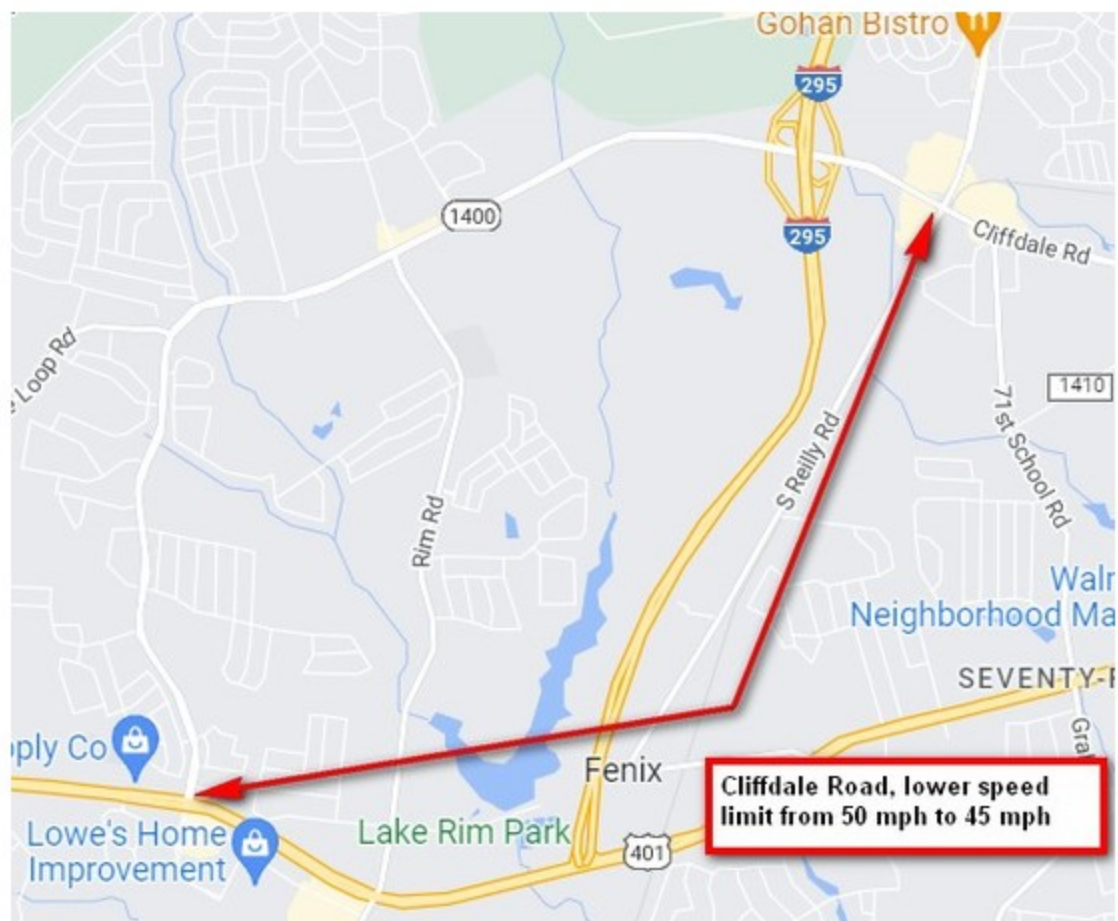 Gohan Bistro
295
1400
295
Cliffdale Rd
e Loop Rd
1410
71st School Rd
S Reilly Rd
Rim Rd
Walr
Neighborhood Ma
SEVENTY-F
pply Co
Gra
Fenix
Cliffdale Road, lower speed
limit from 50 mph to 45 mph
Lowe's Home
Improvement
Lake Rim Park
401